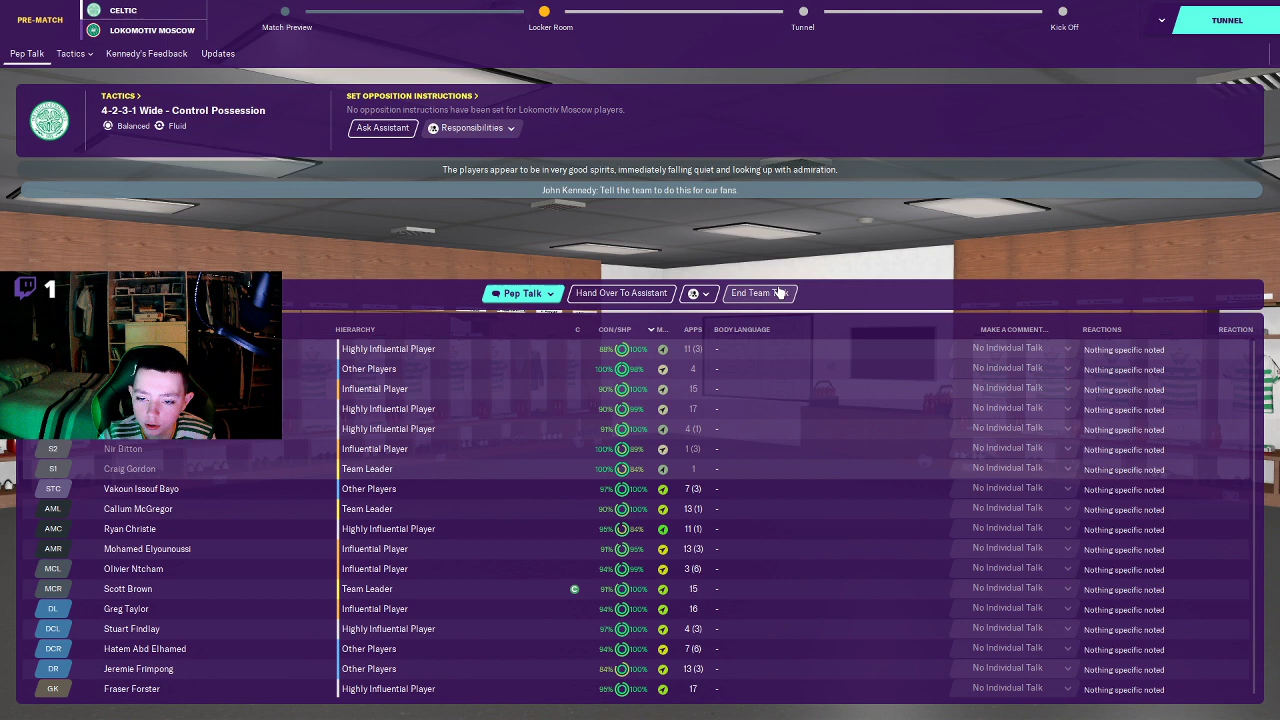 PRE-MATCH
CELTIC
LOKOMOTIV MOSCOW
Match Preview
Locker Room
Tunnel
Kick Off
TUNNEL
Pep Talk Tactics Kennedy's Feedback Updates
TACTICS >
4-2-3-1 Wide - Control Possession
Balanced Fluid
SET OPPOSITION INSTRUCTIONS >
No opposition instructions have been set for Lokomotiv Moscow players.
Ask Assistant Responsibilities
The players appear to be in very good spirits, immediately falling quiet and looking up with admiration.
John Kennedy: Tell the team to do this for our fans.
1
Pep Talk Hand Over To Assistant End Team
HIERARCHY C CON/SHP M... APPS BODY LANGUAGE MAKE A COMMENT... REACTIONS REACTION
Highly Influential Player 88% 100% 11 (3) - No Individual Talk Nothing specific noted
Other Players 100% 98% 4 - No Individual Talk Nothing specific noted
Influential Player 90% 100% 15 - No Individual Talk Nothing specific noted
Highly Influential Player 90% 99% 17 - No Individual Talk Nothing specific noted
Highly Influential Player 91% 100% 4 (1) - No Individual Talk Nothing specific noted
S2 Nir Bitton Influential Player 100% 89% 1 (3) - No Individual Talk Nothing specific noted
S1 Craig Gordon Team Leader 100% 84% 1 - No Individual Talk Nothing specific noted
STC Vakoun Issouf Bayo Other Players 97% 100% 7 (3) - No Individual Talk Nothing specific noted
AML Callum McGregor Team Leader 90% 100% 13 (1) - No Individual Talk Nothing specific noted
AMC Ryan Christie Highly Influential Player 95% 84% 11 (1) - No Individual Talk Nothing specific noted
AMR Mohamed Elyounoussi Influential Player 91% 95% 13 (3) - No Individual Talk Nothing specific noted
MCL Olivier Ntcham Influential Player 94% 99% 3 (6) - No Individual Talk Nothing specific noted
MCR Scott Brown Team Leader C 91% 100% 15 - No Individual Talk Nothing specific noted
DL Greg Taylor Influential Player 94% 100% 16 - No Individual Talk Nothing specific noted
DCL Stuart Findlay Highly Influential Player 97% 100% 4 (3) - No Individual Talk Nothing specific noted
DCR Hatem Abd Elhamed Other Players 94% 100% 7 (6) - No Individual Talk Nothing specific noted
DR Jeremie Frimpong Other Players 84% 100% 13 (3) - No Individual Talk Nothing specific noted
GK Fraser Forster Highly Influential Player 95% 100% 17 - No Individual Talk Nothing specific noted